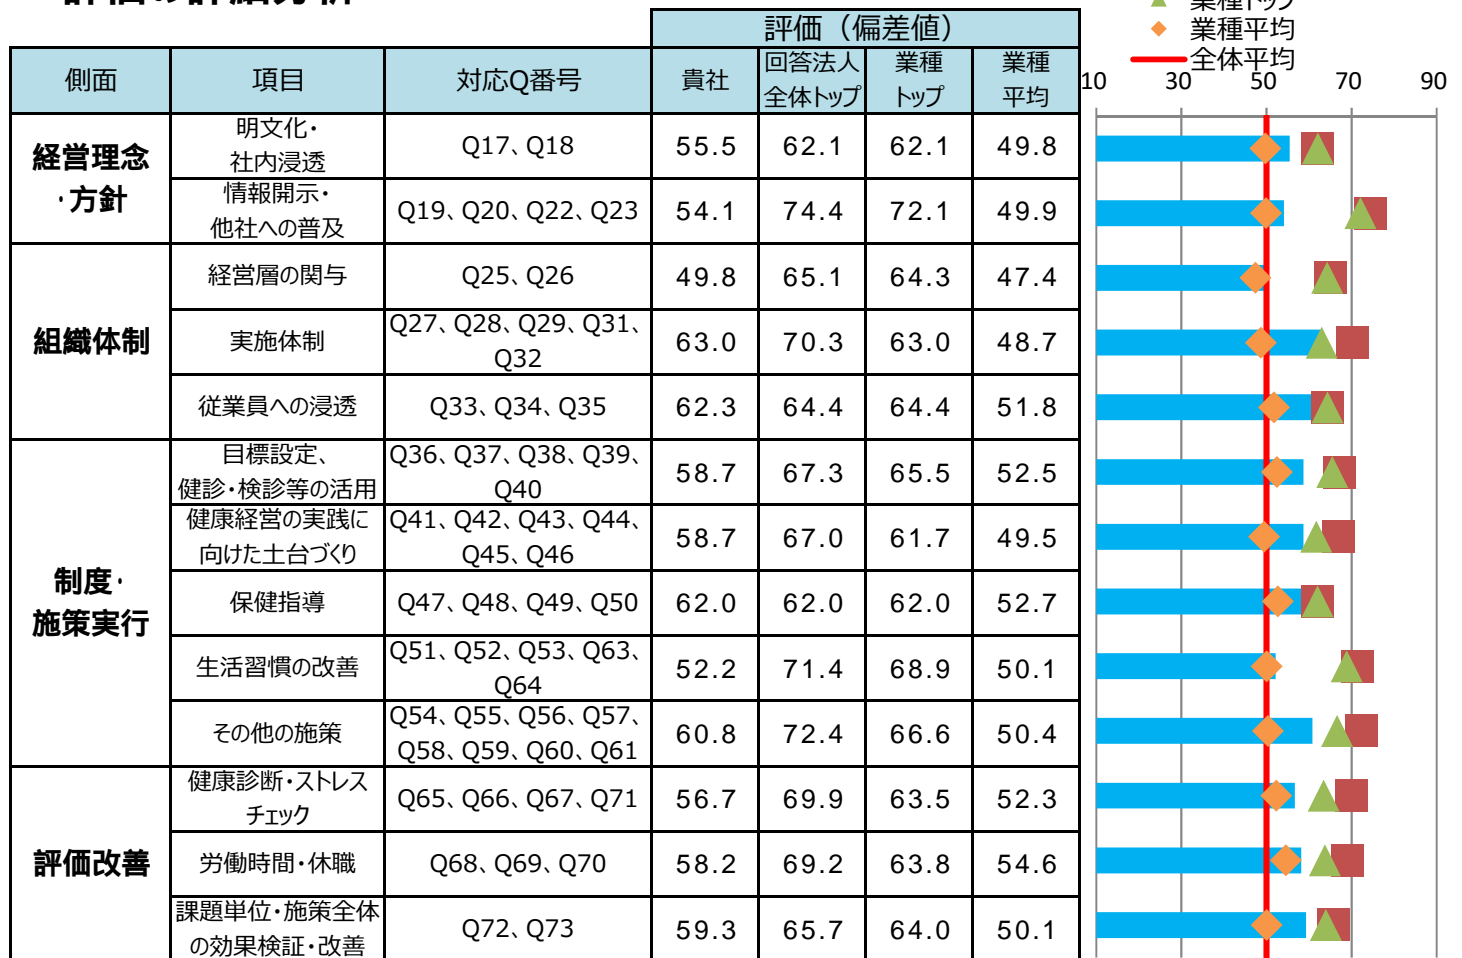 評価の詳細分析
業種トップ
業種平均
全体平均
評価（偏差値）
側面 項目 対応Q番号 貴社 回答法人 全体トップ 業種 トップ 業種 平均
10 30 50 70 90
経営理念
・方針
明文化・
社内浸透
Q17、Q18 55.5 62.1 62.1 49.8
情報開示・
他社への普及
Q19、Q20、Q22、Q23 54.1 74.4 72.1 49.9
組織体制
経営層の関与 Q25、Q26 49.8 65.1 64.3 47.4
実施体制
Q27、Q28、Q29、Q31、
Q32
63.0 70.3 63.0 48.7
従業員への浸透 Q33、Q34、Q35 62.3 64.4 64.4 51.8
制度・
施策実行
目標設定、
健診・検診等の活用
Q36、Q37、Q38、Q39、
Q40
58.7 67.3 65.5 52.5
健康経営の実践に
向けた土台づくり
Q41、Q42、Q43、Q44、
Q45、Q46
58.7 67.0 61.7 49.5
保健指導 Q47、Q48、Q49、Q50 62.0 62.0 62.0 52.7
生活習慣の改善
Q51、Q52、Q53、Q63、
Q64
52.2 71.4 68.9 50.1
その他の施策
Q54、Q55、Q56、Q57、
Q58、Q59、Q60、Q61
60.8 72.4 66.6 50.4
評価改善
健康診断・ストレス
チェック
Q65、Q66、Q67、Q71 56.7 69.9 63.5 52.3
労働時間・休職 Q68、Q69、Q70 58.2 69.2 63.8 54.6
課題単位・施策全体
の効果検証・改善
Q72、Q73 59.3 65.7 64.0 50.1